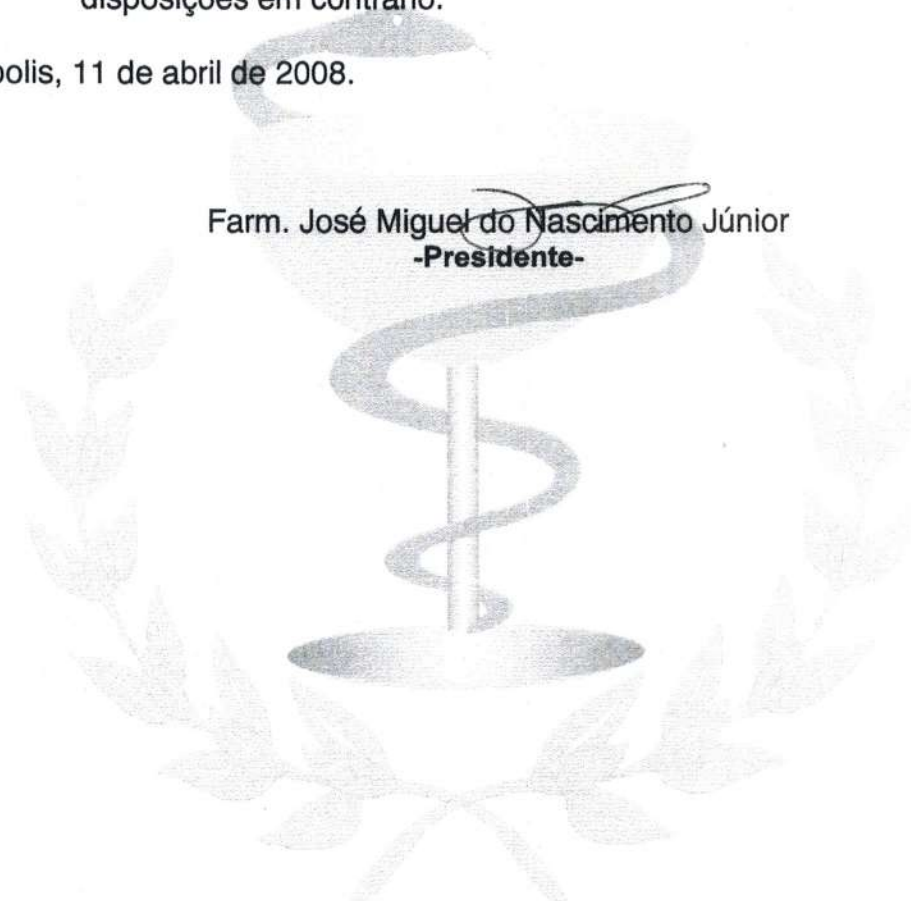 disposições em contrário.
polis, 11 de abril de 2008.
Farm. José Miguel do Nascimento Júnior
-Presidente-